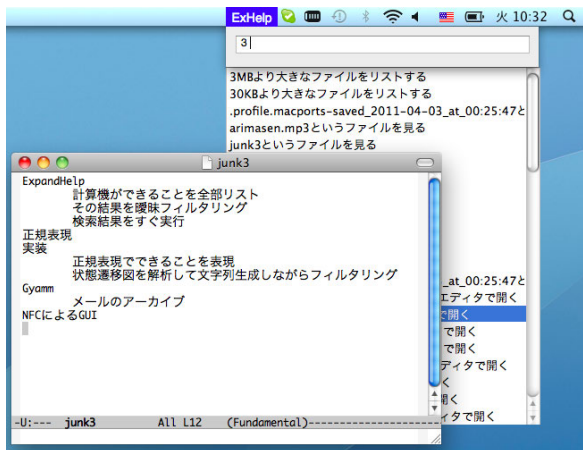 ExHelp 火 10:32
3
3MBより大きなファイルをリストする
30KBより大きなファイルをリストする
.profile.macports-saved_2011-04-03_at_00:25:47と
arimasen.mp3というファイルを見る
junk3というファイルを見る
junk3
ExpandHelp
計算機ができることを全部リスト
その結果を曖昧フィルタリング
検索結果をすぐ実行
正規表現
実装
正規表現でできることを表現
状態遷移図を解析して文字列生成しながらフィルタリング
Gyamm
メールのアーカイブ
NFCによるGUI
-U:--- junk3 All L12 (Fundamental)----------------------
_at_00:25:47と
エディタで開く
で開く
で開く
で開く
ディタで開く
く
開く
ィタで開く